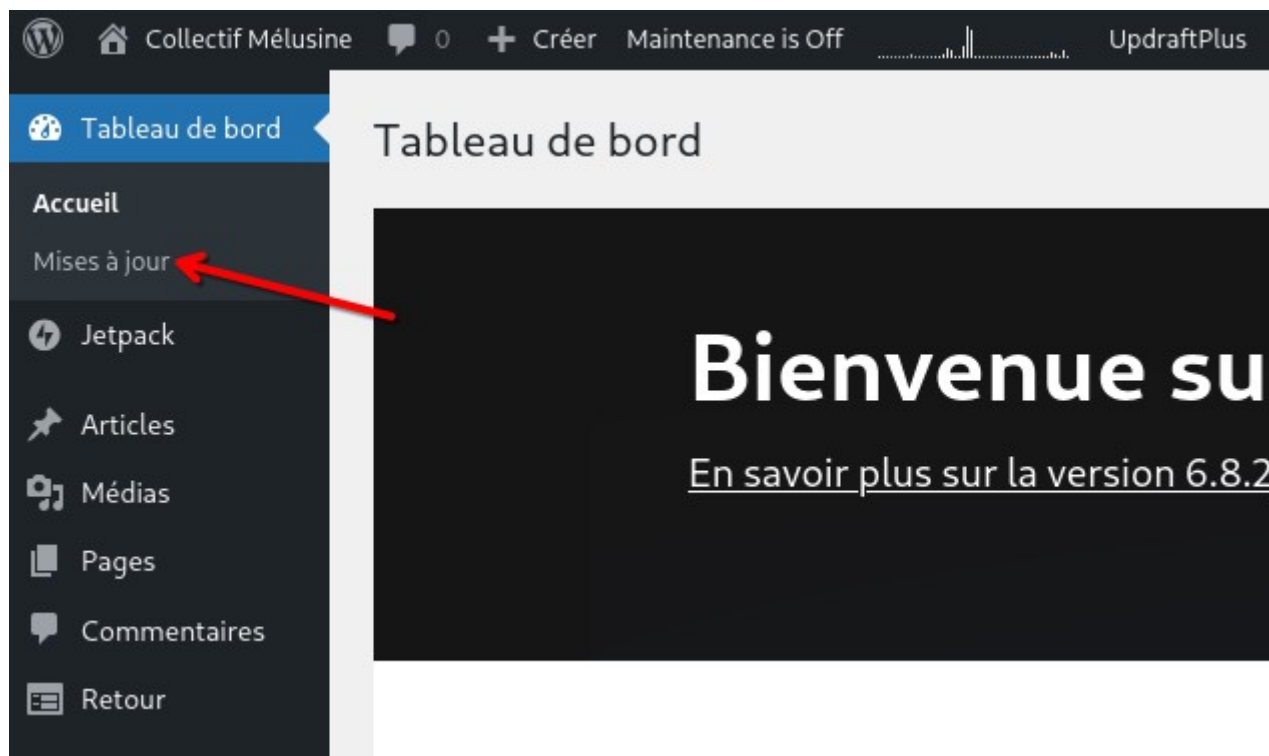 Collectif Mélusine 0 + Créer Maintenance is Off UpdraftPlus
Tableau de bord
Accueil
Mises à jour
Jetpack
Articles
Médias
Pages
Commentaires
Retour
Tableau de bord
Bienvenue su
En savoir plus sur la version 6.8.2